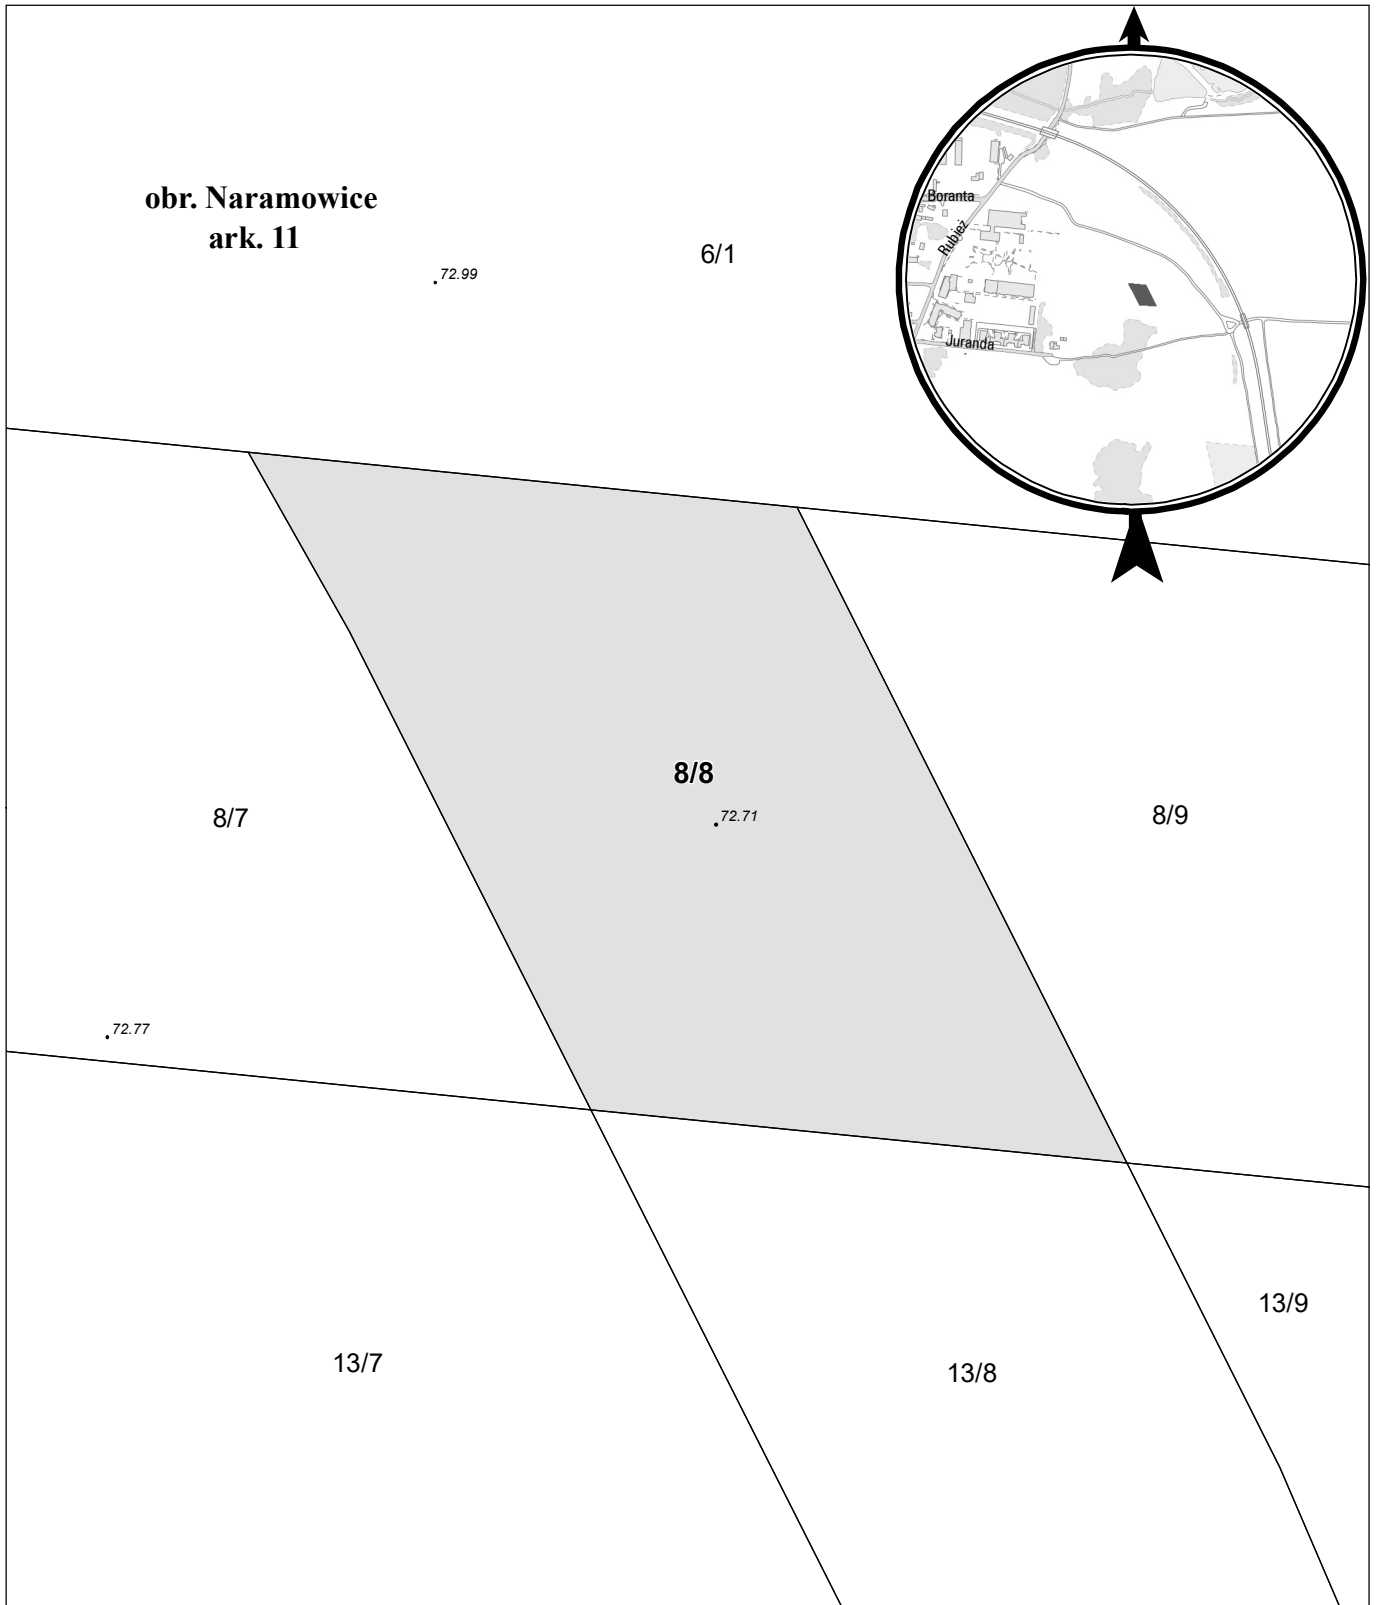 obr. Naramowice
ark. 11
6/1
72.99
Boranta
Rubież
Juranda
8/8
72.71
8/7
8/9
72.77
13/9
13/7
13/8